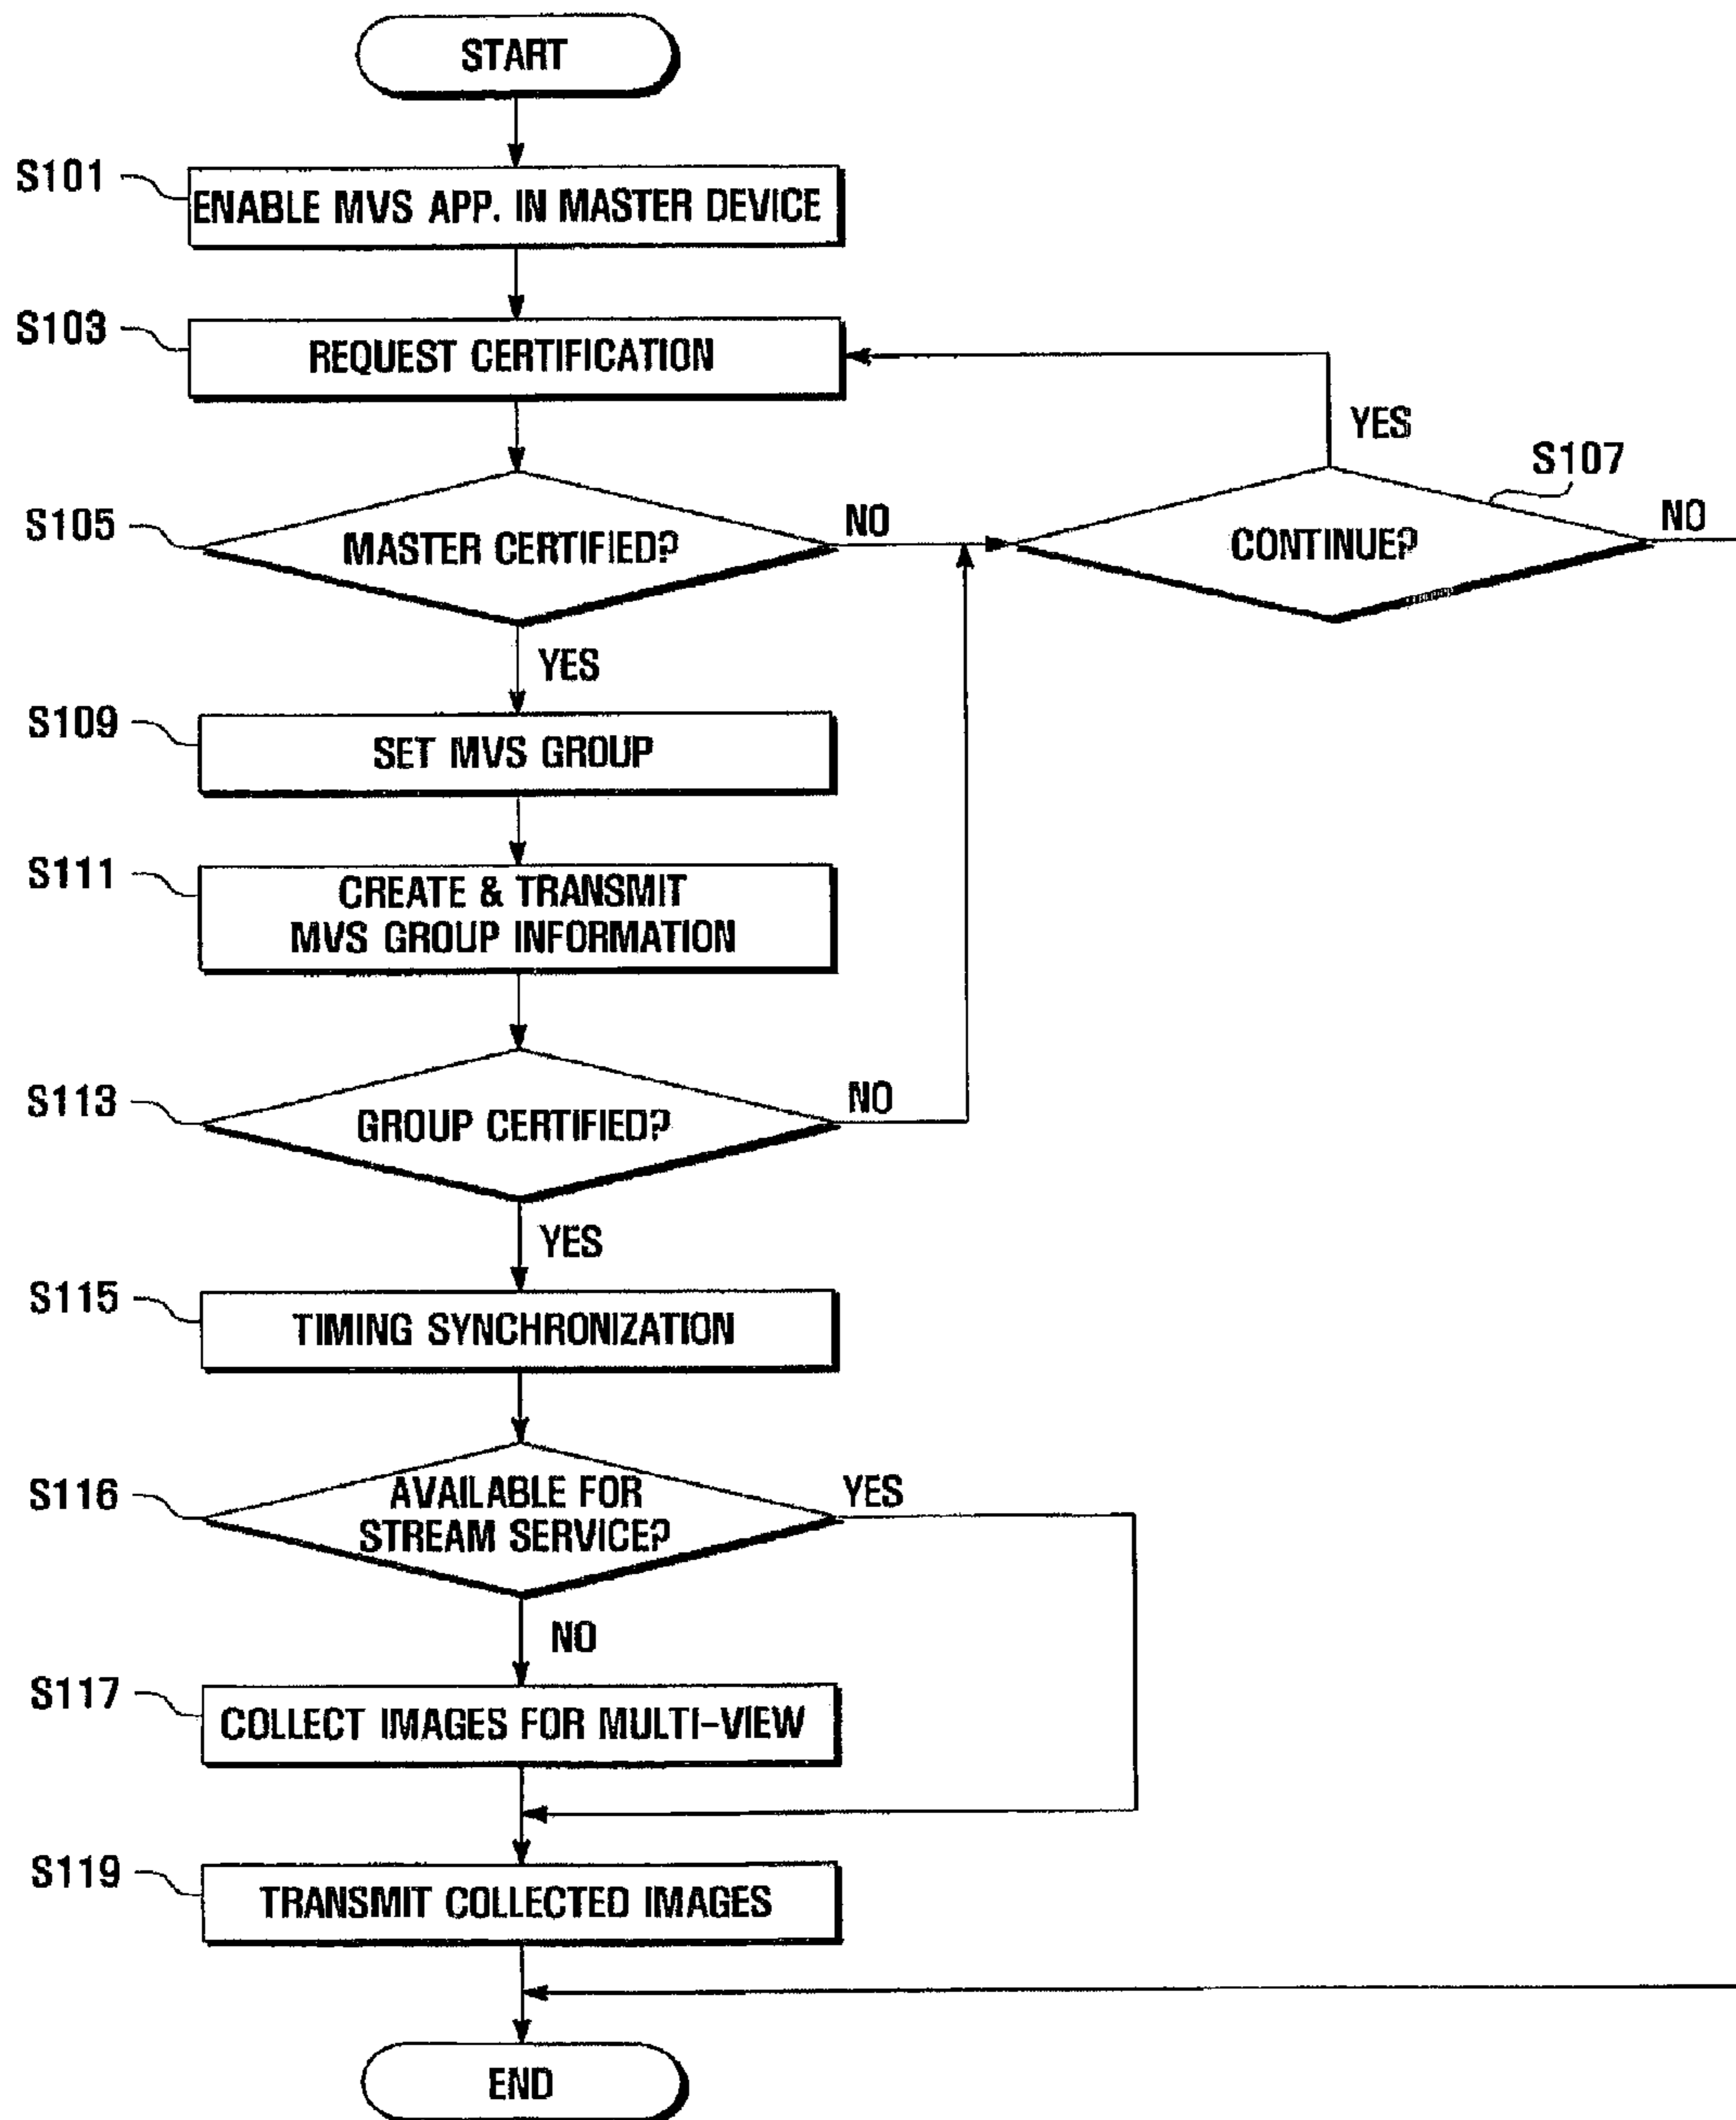 START
S101
ENABLE MVS APP. IN MASTER DEVICE
S103
REQUEST CERTIFICATION
YES
S107
S105
MASTER CERTIFIED?
NO
CONTINUE?
NO
YES
S109
SET MVS GROUP
S111
CREATE & TRANSMIT
MVS GROUP INFORMATION
S113
GROUP CERTIFIED?
NO
YES
S115
TIMING SYNCHRONIZATION
S116
AVAILABLE FOR
STREAM SERVICE?
YES
NO
S117
COLLECT IMAGES FOR MULTI-VIEW
S119
TRANSMIT COLLECTED IMAGES
END